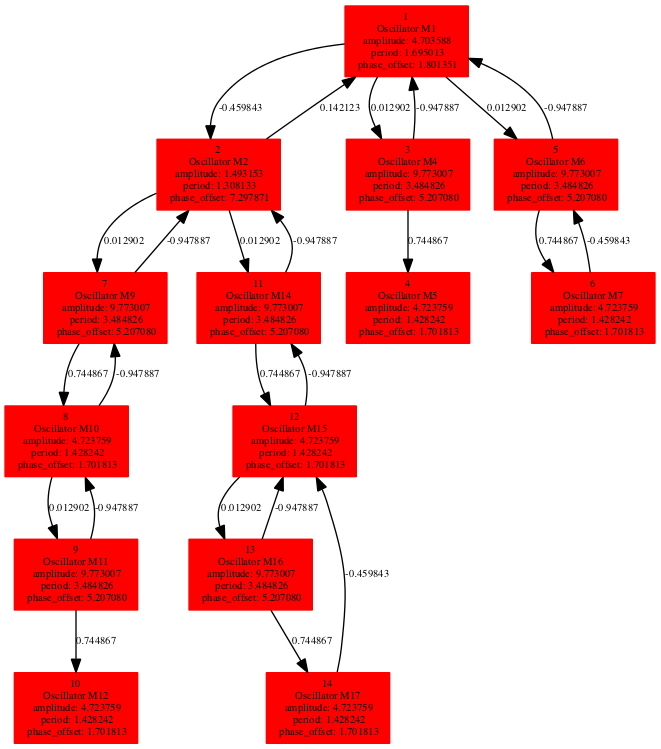 1
Oscillator M1
amplitude: 4.703588
period: 1.695013
phase_offset: 1.801351
-0.459843
0.142123
0.012902
-0.947887
0.012902
-0.947887
2
Oscillator M2
amplitude: 1.493153
period: 1.308133
phase_offset: 7.297871
3
Oscillator M4
amplitude: 9.773007
period: 3.484826
phase_offset: 5.207080
5
Oscillator M6
amplitude: 9.773007
period: 3.484826
phase_offset: 5.207080
0.012902
-0.947887
0.012902
-0.947887
0.744867
0.744867
-0.459843
7
Oscillator M9
amplitude: 9.773007
period: 3.484826
phase_offset: 5.207080
11
Oscillator M14
amplitude: 9.773007
period: 3.484826
phase_offset: 5.207080
4
Oscillator M5
amplitude: 4.723759
period: 1.428242
phase_offset: 1.701813
6
Oscillator M7
amplitude: 4.723759
period: 1.428242
phase_offset: 1.701813
0.744867
-0.947887
0.744867
-0.947887
8
Oscillator M10
amplitude: 4.723759
period: 1.428242
phase_offset: 1.701813
12
Oscillator M15
amplitude: 4.723759
period: 1.428242
phase_offset: 1.701813
0.012902
-0.947887
0.012902
-0.947887
9
Oscillator M11
amplitude: 9.773007
period: 3.484826
phase_offset: 5.207080
13
Oscillator M16
amplitude: 9.773007
period: 3.484826
phase_offset: 5.207080
-0.459843
0.744867
0.744867
10
Oscillator M12
amplitude: 4.723759
period: 1.428242
phase_offset: 1.701813
14
Oscillator M17
amplitude: 4.723759
period: 1.428242
phase_offset: 1.701813